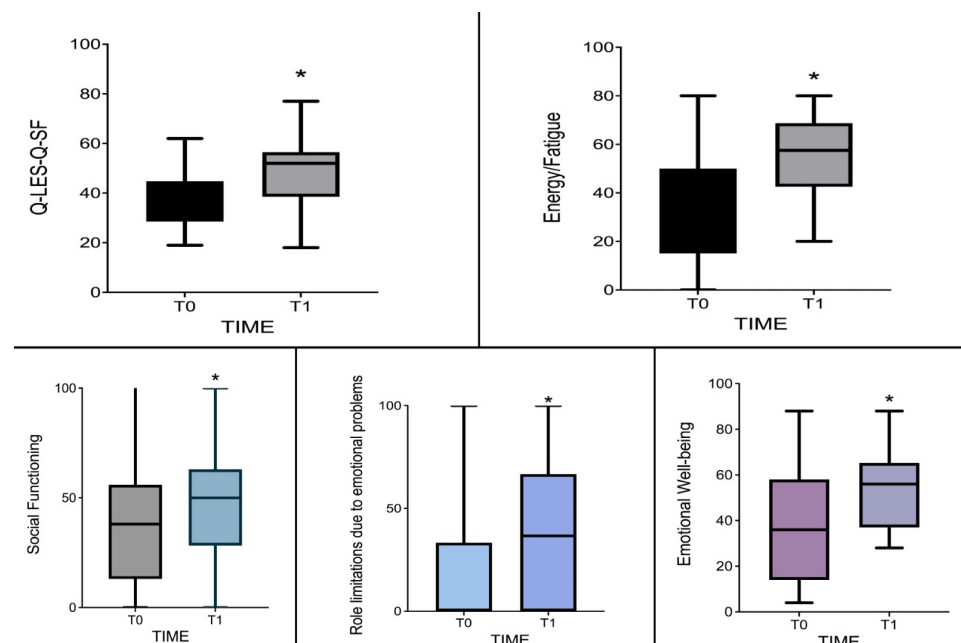 Q-LES-Q-SF
100
80
60
40
20
0
*
T0 T1
TIME
Energy/Fatigue
100
80
60
40
20
0
*
T0 T1
TIME
Social Functioning
100
50
0
*
T0 T1
TIME
Role limitations due to emotional problems
100
50
0
*
T0 T1
TIME
Emotional Well-being
100
80
60
40
20
0
*
T0 T1
TIME